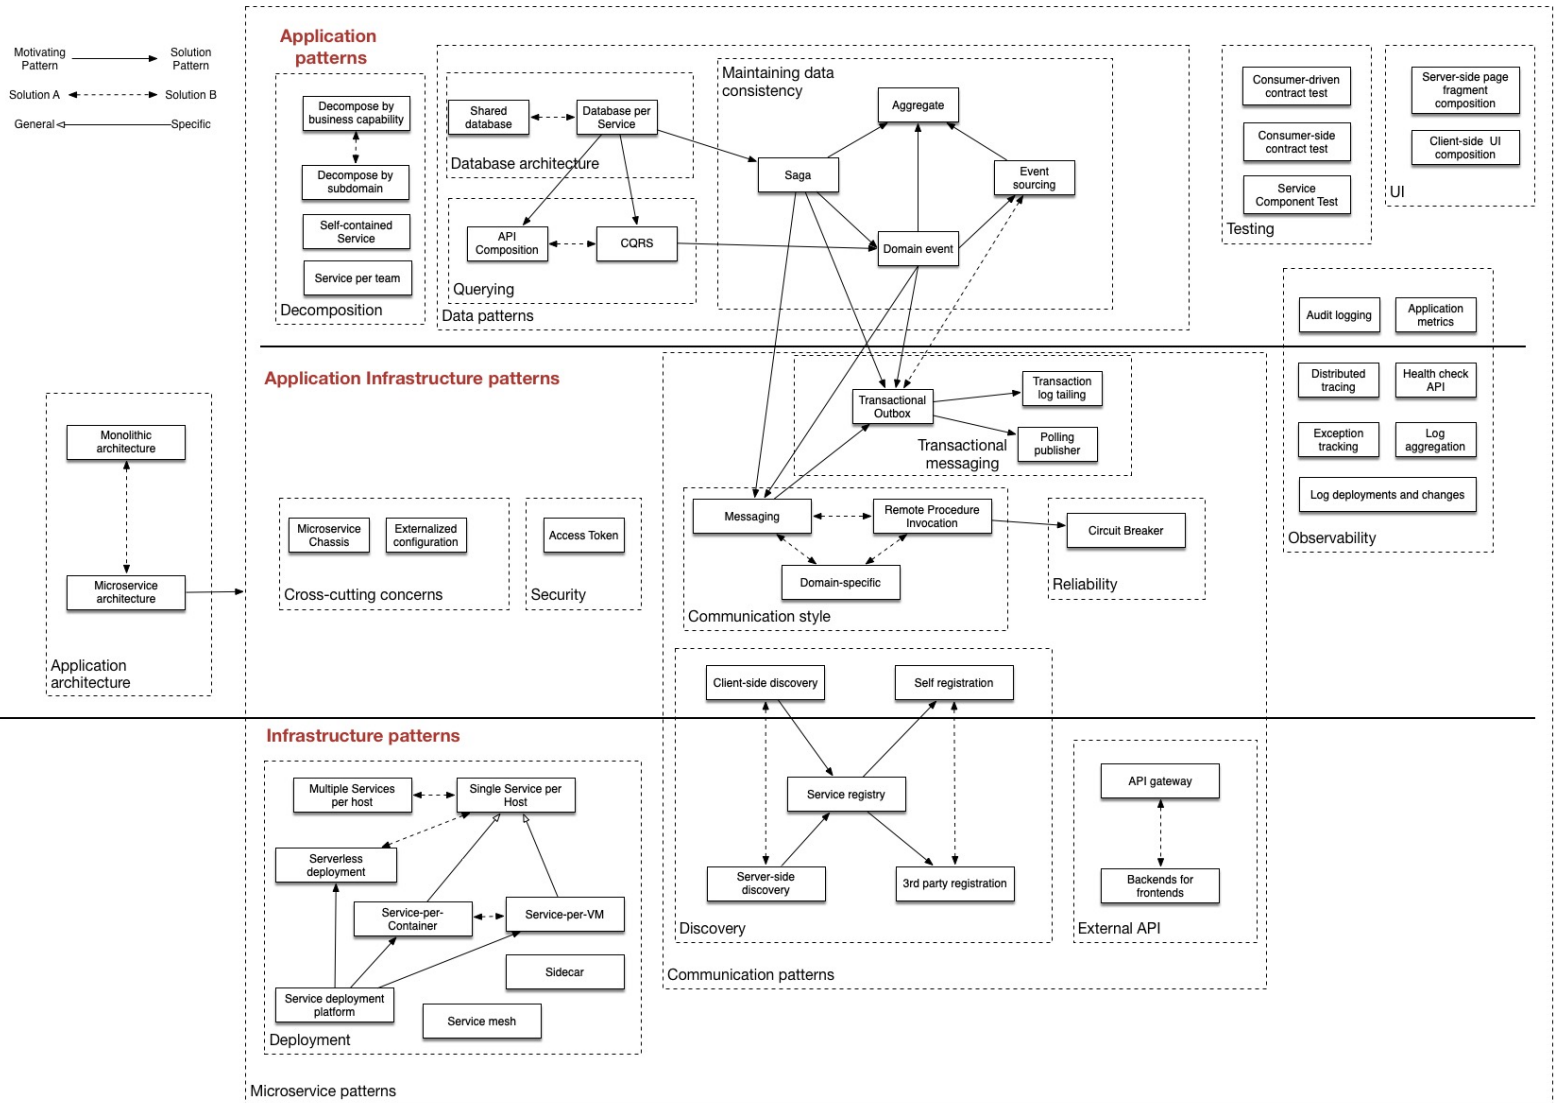 Motivating
Pattern
Solution
Pattern
Solution A
Solution B
General
Specific
Application
patterns
Decompose by
business capability
Decompose by
subdomain
Self-contained
Service
Service per team
Decomposition
Shared
database
Database per
Service
Database architecture
API
Composition
CQRS
Querying
Data patterns
Maintaining data
consistency
Aggregate
Saga
Event
sourcing
Domain event
Consumer-driven
contract test
Consumer-side
contract test
Service
Component Test
Testing
Server-side page
fragment
composition
Client-side UI
composition
UI
Audit logging
Application
metrics
Distributed
tracing
Health check
API
Exception
tracking
Log
aggregation
Log deployments and changes
Observability
Application Infrastructure patterns
Monolithic
architecture
Microservice
architecture
Application
architecture
Microservice
Chassis
Externalized
configuration
Cross-cutting concerns
Access Token
Security
Transactional
Outbox
Transaction
log tailing
Polling
publisher
Transactional
messaging
Messaging
Remote Procedure
Invocation
Domain-specific
Communication style
Circuit Breaker
Reliability
Client-side discovery
Self registration
Service registry
Server-side
discovery
3rd party registration
Discovery
API gateway
Backends for
frontends
External API
Communication patterns
Infrastructure patterns
Multiple Services
per host
Single Service per
Host
Serverless
deployment
Service-per-
Container
Service-per-VM
Sidecar
Service deployment
platform
Service mesh
Deployment
Microservice patterns